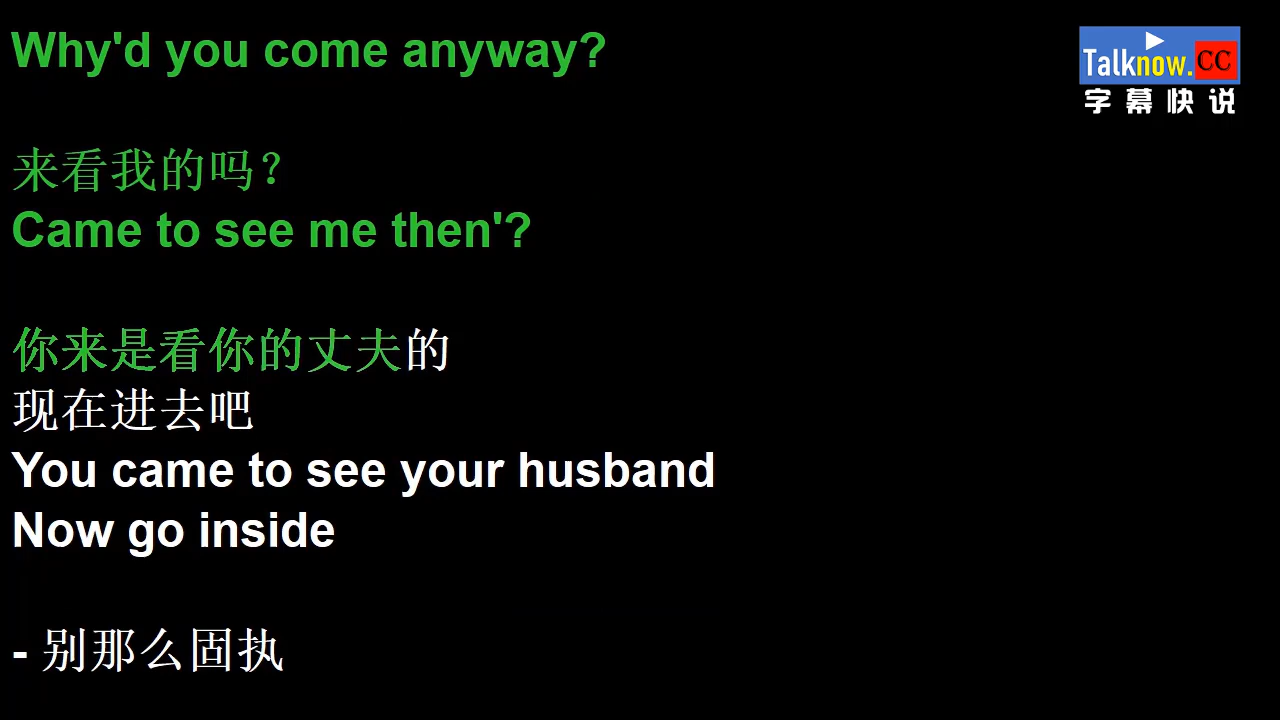 Why'd you come anyway?
来看我的吗？
Came to see me then'?
你来是看你的丈夫的
现在进去吧
You came to see your husband
Now go inside
- 别那么固执
Talknow.CC
字幕快说